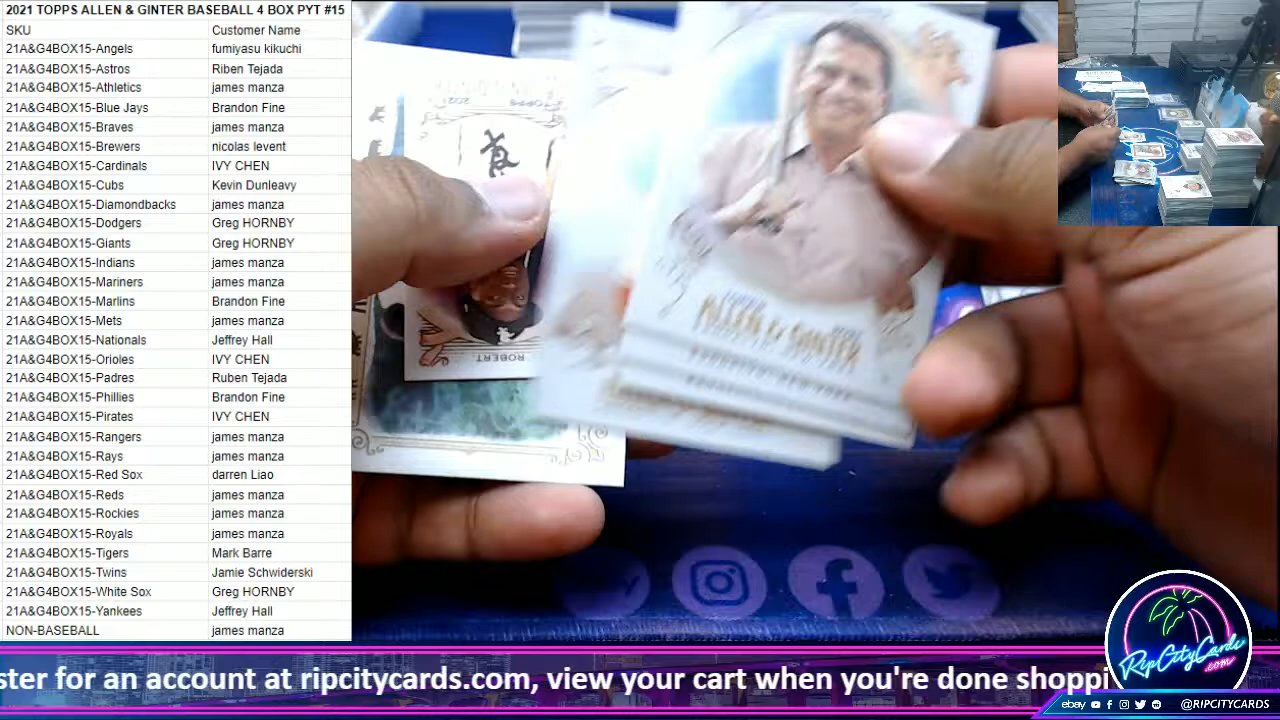 2021 TOPPS ALLEN & GINTER BASEBALL 4 BOX PYT #15
SKU Customer Name
21A&G4BOX15-Angels fumiyasu kikuchi
21A&G4BOX15-Astros Riben Tejada
21A&G4BOX15-Athletics james manza
21A&G4BOX15-Blue Jays Brandon Fine
21A&G4BOX15-Braves james manza
21A&G4BOX15-Brewers nicolas levent
21A&G4BOX15-Cardinals IVY CHEN
21A&G4BOX15-Cubs Kevin Dunleavy
21A&G4BOX15-Diamondbacks james manza
21A&G4BOX15-Dodgers Greg HORNBY
21A&G4BOX15-Giants Greg HORNBY
21A&G4BOX15-Indians james manza
21A&G4BOX15-Mariners james manza
21A&G4BOX15-Marlins Brandon Fine
21A&G4BOX15-Mets james manza
21A&G4BOX15-Nationals Jeffrey Hall
21A&G4BOX15-Orioles IVY CHEN
21A&G4BOX15-Padres Ruben Tejada
21A&G4BOX15-Phillies Brandon Fine
21A&G4BOX15-Pirates IVY CHEN
21A&G4BOX15-Rangers james manza
21A&G4BOX15-Rays james manza
21A&G4BOX15-Red Sox darren Liao
21A&G4BOX15-Reds james manza
21A&G4BOX15-Rockies james manza
21A&G4BOX15-Royals james manza
21A&G4BOX15-Tigers Mark Barre
21A&G4BOX15-Twins Jamie Schwiderski
21A&G4BOX15-White Sox Greg HORNBY
21A&G4BOX15-Yankees Jeffrey Hall
NON-BASEBALL james manza
TOPPS 2021
ROBERT
ALLEN & GINTER
ster for an account at ripcitycards.com, view your cart when you're done shoppi
RipCityCards
.com
ebay @RIPCITYCARDS